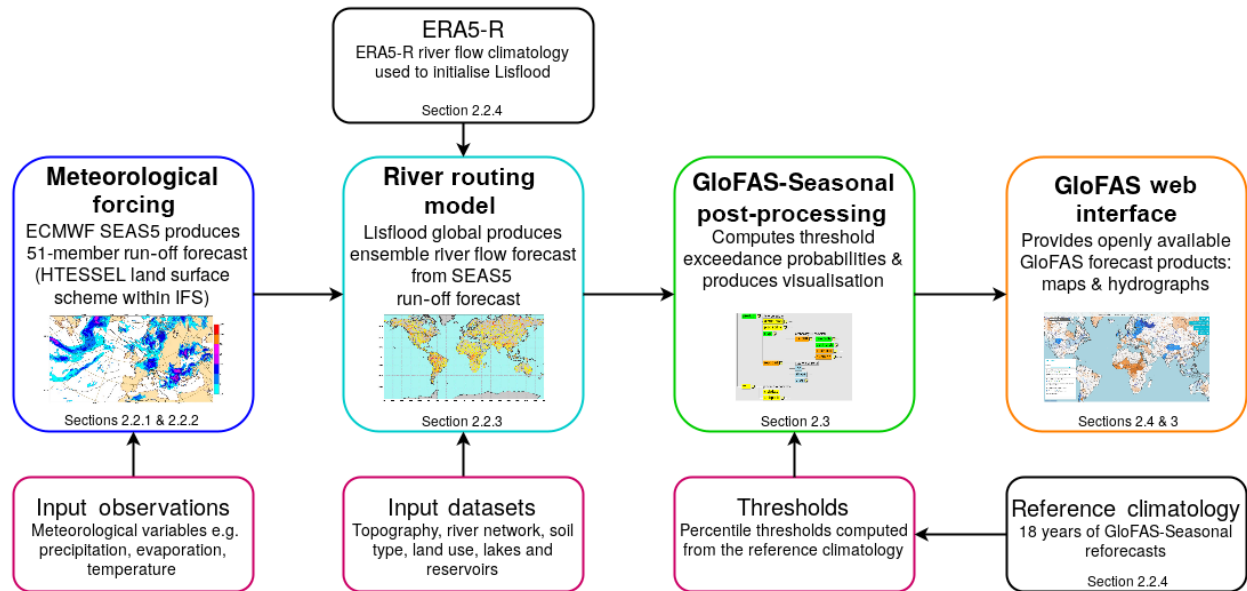 ERA5-R
ERA5-R river flow climatology
used to initialise Lisflood
Section 2.2.4
Meteorological
forcing
ECMWF SEAS5 produces
51-member run-off forecast
(HTESSEL land surface
scheme within IFS)
Sections 2.2.1 & 2.2.2
River routing
model
Lisflood global produces
ensemble river flow forecast
from SEAS5
run-off forecast
Section 2.2.3
GloFAS-Seasonal
post-processing
Computes threshold
exceedance probabilities &
produces visualisation
Section 2.3
GloFAS web
interface
Provides openly available
GloFAS forecast products:
maps & hydrographs
Sections 2.4 & 3
Input observations
Meteorological variables e.g.
precipitation, evaporation,
temperature
Input datasets
Topography, river network, soil
type, land use, lakes and
reservoirs
Thresholds
Percentile thresholds computed
from the reference climatology
Reference climatology
18 years of GloFAS-Seasonal
reforecasts
Section 2.2.4